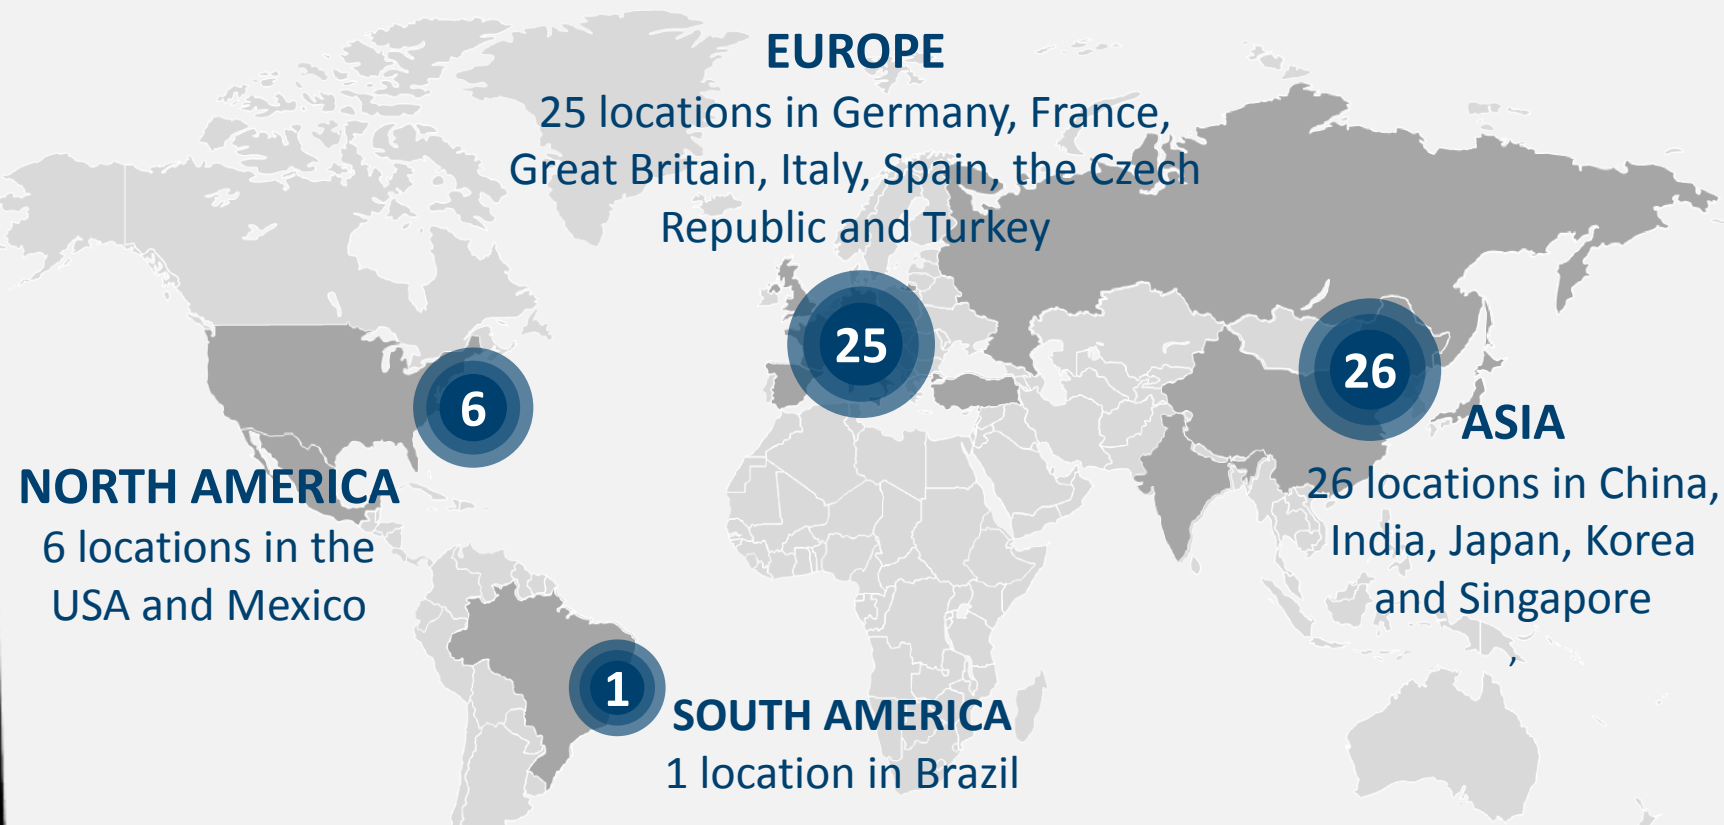 EUROPE
25 locations in Germany, France,
Great Britain, Italy, Spain, the Czech
Republic and Turkey
25
26
6
ASIA
26 locations in China,
India, Japan, Korea
and Singapore
,
NORTH AMERICA
6 locations in the
USA and Mexico
1
SOUTH AMERICA
1 location in Brazil